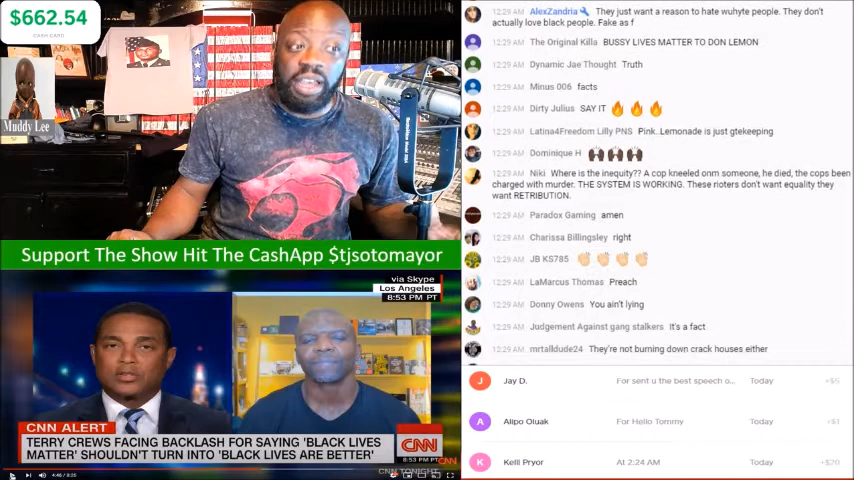 $662.54
CASH CARD
Muddy Lee
Support The Show Hit The CashApp $tjsotomayor
via Skype
Los Angeles
8:53 PM PT
CNN ALERT
TERRY CREWS FACING BACKLASH FOR SAYING 'BLACK LIVES
MATTER' SHOULDN'T TURN INTO 'BLACK LIVES ARE BETTER'
CNN
8:53 PM PT
CNN TONIGHT
4:46 / 8:25
12:29 AM AlexZandria They just want a reason to hate wuhyte people. They don't
actually love black people. Fake as f
12:29 AM The Original Killa BUSSY LIVES MATTER TO DON LEMON
12:29 AM Dynamic Jae Thought Truth
12:29 AM Minus 006 facts
12:29 AM Dirty Julius SAY IT 🔥 🔥 🔥
12:29 AM Latina4Freedom Lilly PNS Pink..Lemonade is just gtekeeping
12:29 AM Dominique H 🙌🏿🙌🏿🙌🏿
12:29 AM Niki Where is the inequity?? A cop kneeled onm someone, he died, the cops been
charged with murder. THE SYSTEM IS WORKING. These rioters don't want equality they
want RETRIBUTION.
12:29 AM Paradox Gaming amen
12:29 AM Charissa Billingsley right
12:29 AM JB KS785 👏🏼 👏🏼 👏🏼 👏🏼
12:29 AM LaMarcus Thomas Preach
12:29 AM Donny Owens You ain't lying
12:29 AM Judgement Against gang stalkers It's a fact
12:29 AM mrtalldude24 They're not burning down crack houses either
J Jay D. For sent u the best speech o... Today +$5
A Alipo Oluak For Hello Tommy Today +$1
K Kelli Pryor At 2:24 AM Today +$20